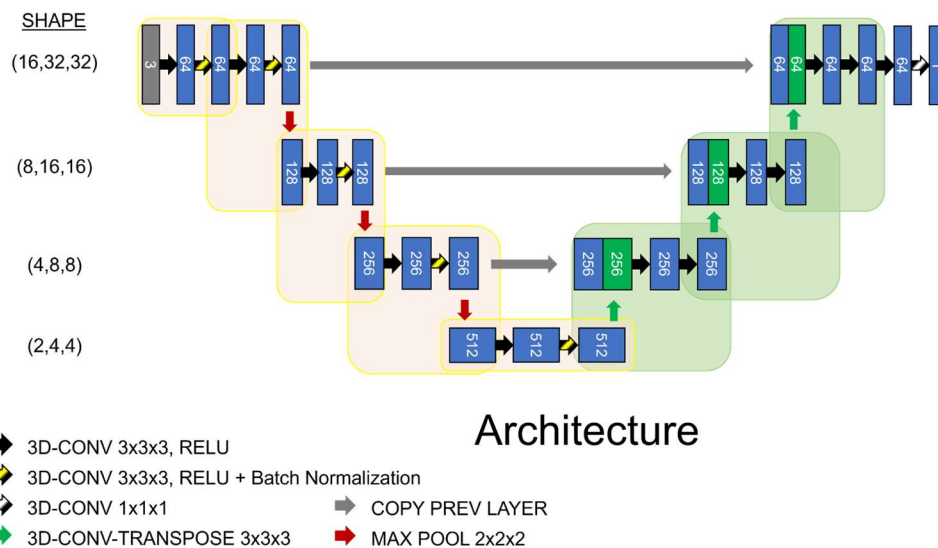 SHAPE
(16,32,32)
3 64 64 64 64 64 64 64 64 64
(8,16,16)
128 128 128 128 128 128 128
(4,8,8)
256 256 256 256 256 256 256
(2,4,4)
512 512 512
Architecture
3D-CONV 3x3x3, RELU
3D-CONV 3x3x3, RELU + Batch Normalization
3D-CONV 1x1x1
COPY PREV LAYER
3D-CONV-TRANSPOSE 3x3x3
MAX POOL 2x2x2